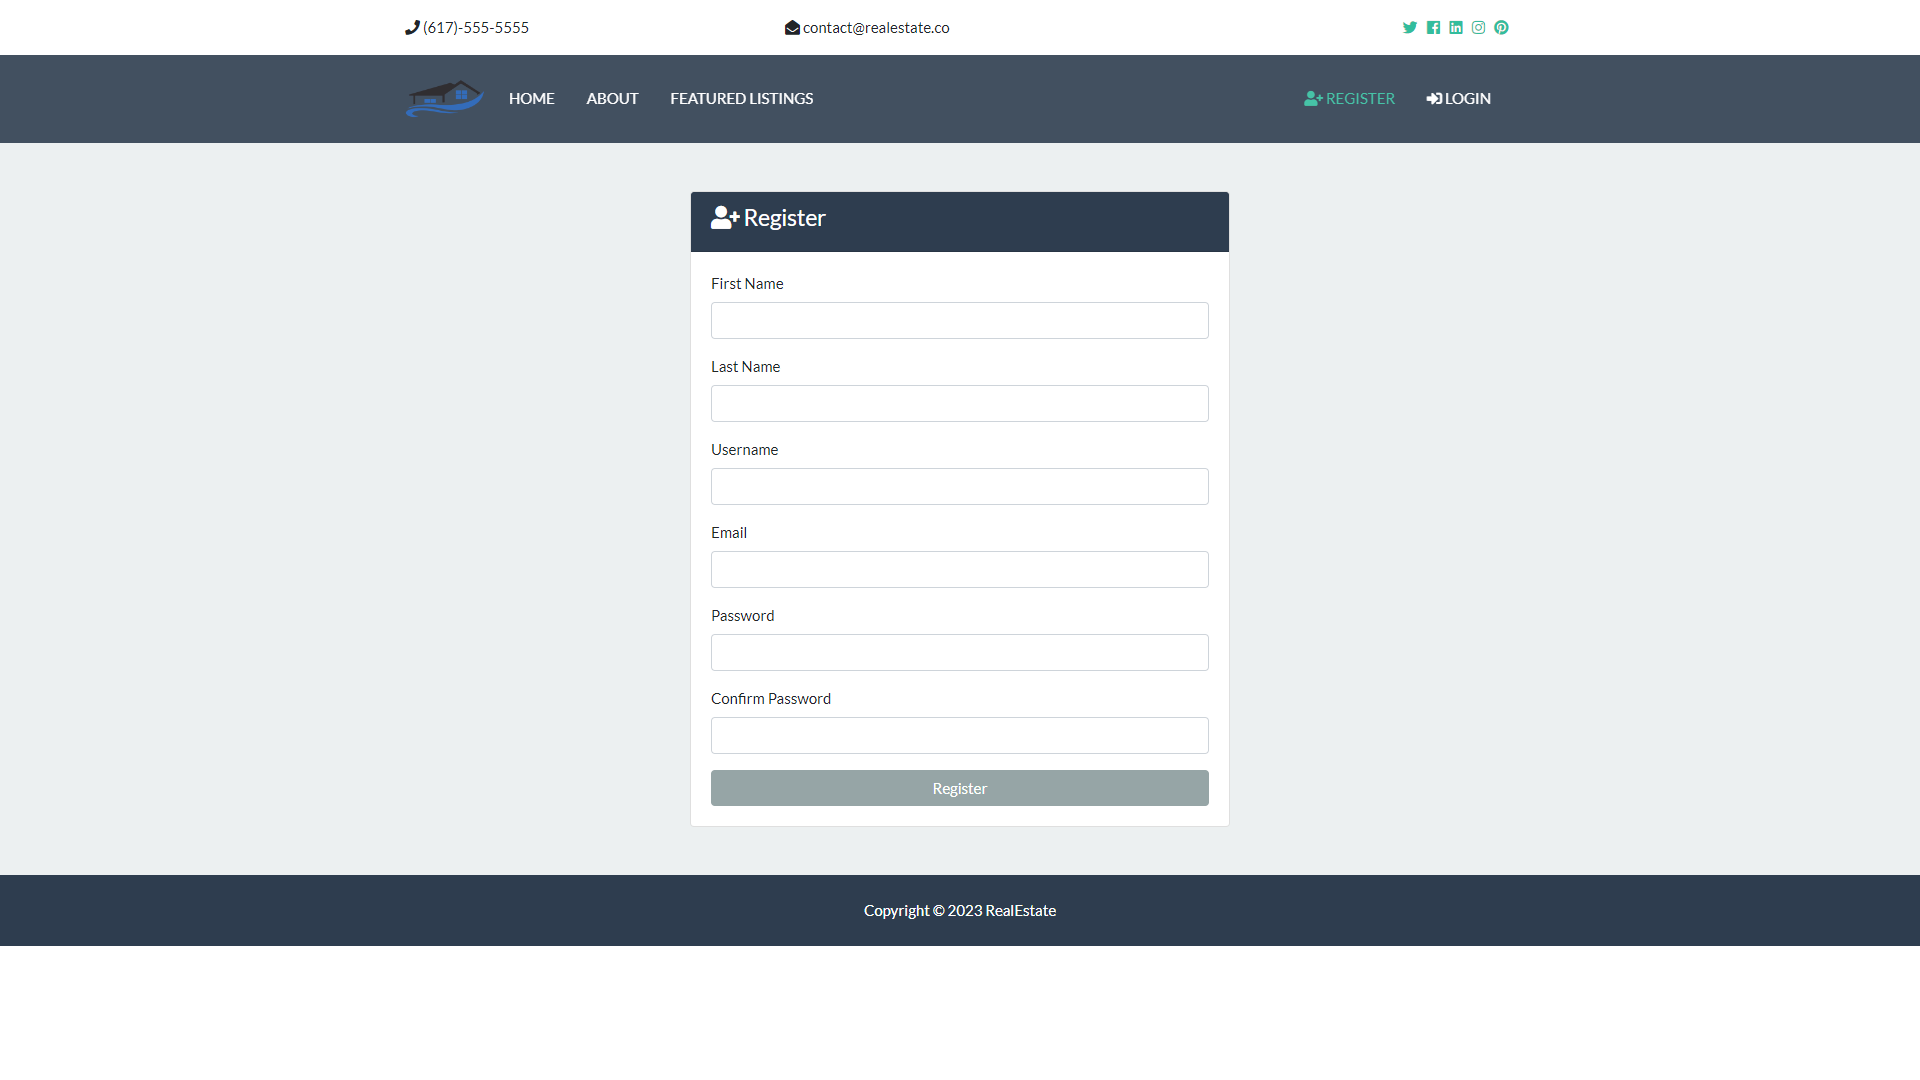 (617)-555-5555
contact@realestate.co
HOME
ABOUT
FEATURED LISTINGS
REGISTER
LOGIN
Register
First Name
Last Name
Username
Email
Password
Confirm Password
Register
Copyright © 2023 RealEstate